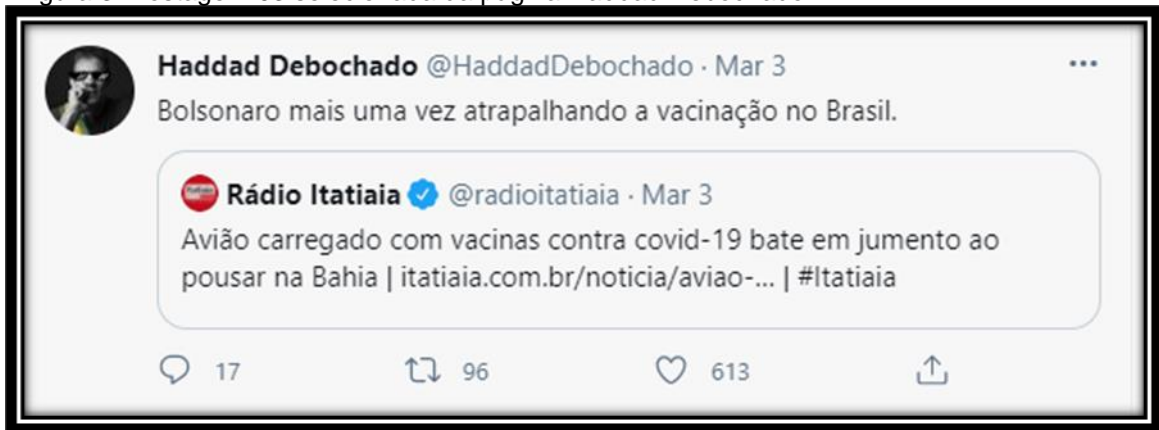 Haddad Debochado @HaddadDebochado · Mar 3
Bolsonaro mais uma vez atrapalhando a vacinação no Brasil.
Rádio Itatiaia @radioitatiaia · Mar 3
Avião carregado com vacinas contra covid-19 bate em jumento ao
pousar na Bahia | itatiaia.com.br/noticia/aviao-... | #Itatiaia
17 96 613